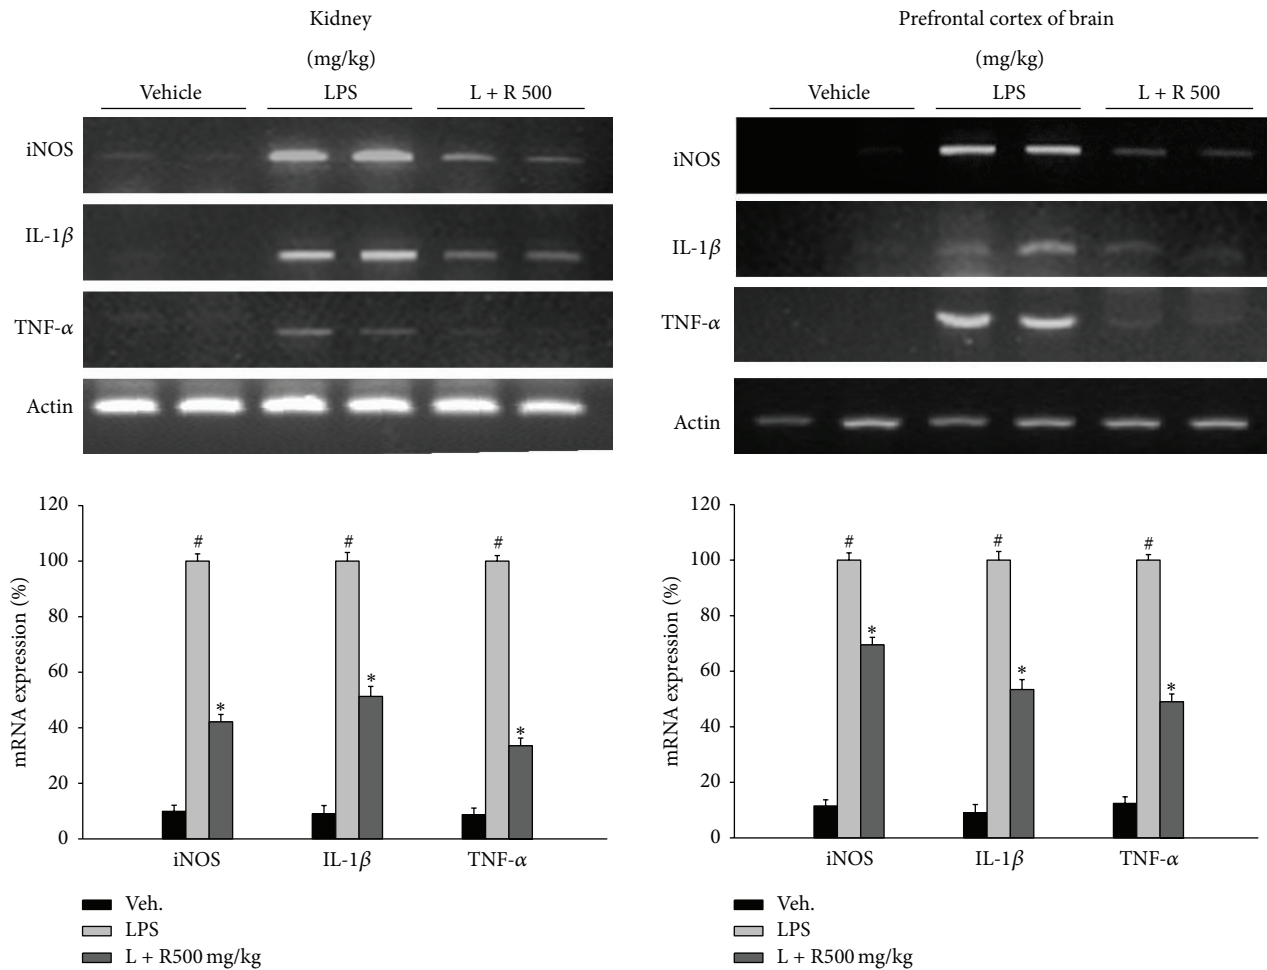 Kidney
(mg/kg)
Vehicle LPS L + R 500
iNOS
IL-1β
TNF-α
Actin
120
100
80
60
40
20
0
mRNA expression (%)
# # #
* * *
iNOS IL-1β TNF-α
Veh.
LPS
L + R500 mg/kg
Prefrontal cortex of brain
(mg/kg)
Vehicle LPS L + R 500
iNOS
IL-1β
TNF-α
Actin
120
100
80
60
40
20
0
mRNA expression (%)
# # #
* * *
iNOS IL-1β TNF-α
Veh.
LPS
L + R500 mg/kg